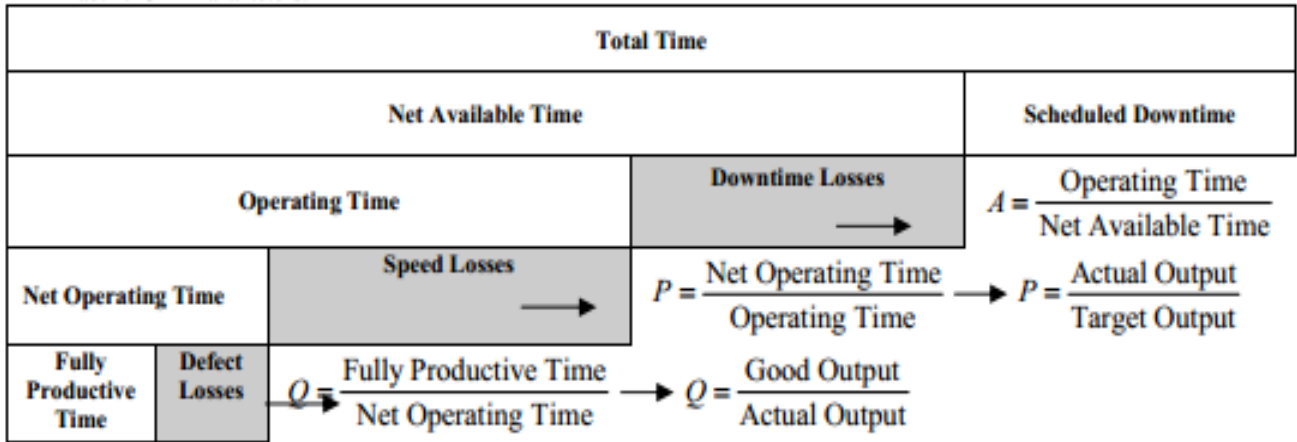 Total Time
Net Available Time
Scheduled Downtime
Operating Time
Downtime Losses
A = Operating Time / Net Available Time
Net Operating Time
Speed Losses
P = Net Operating Time / Operating Time → P = Actual Output / Target Output
Fully
Productive
Time
Defect
Losses
Q = Fully Productive Time / Net Operating Time → Q = Good Output / Actual Output